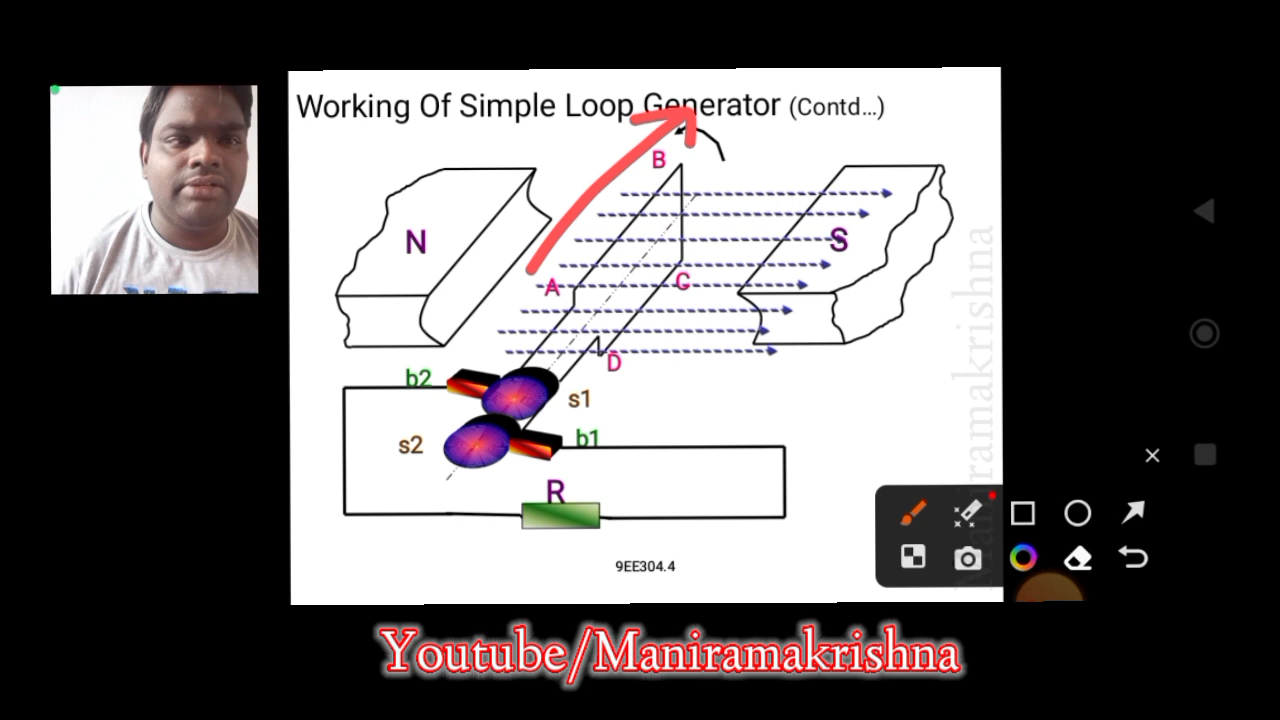 Working Of Simple Loop Generator (Contd...)
B
N
S
A
C
D
b2
s1
s2
b1
R
9EE304.4
Maniramakrishna
Youtube/Maniramakrishna